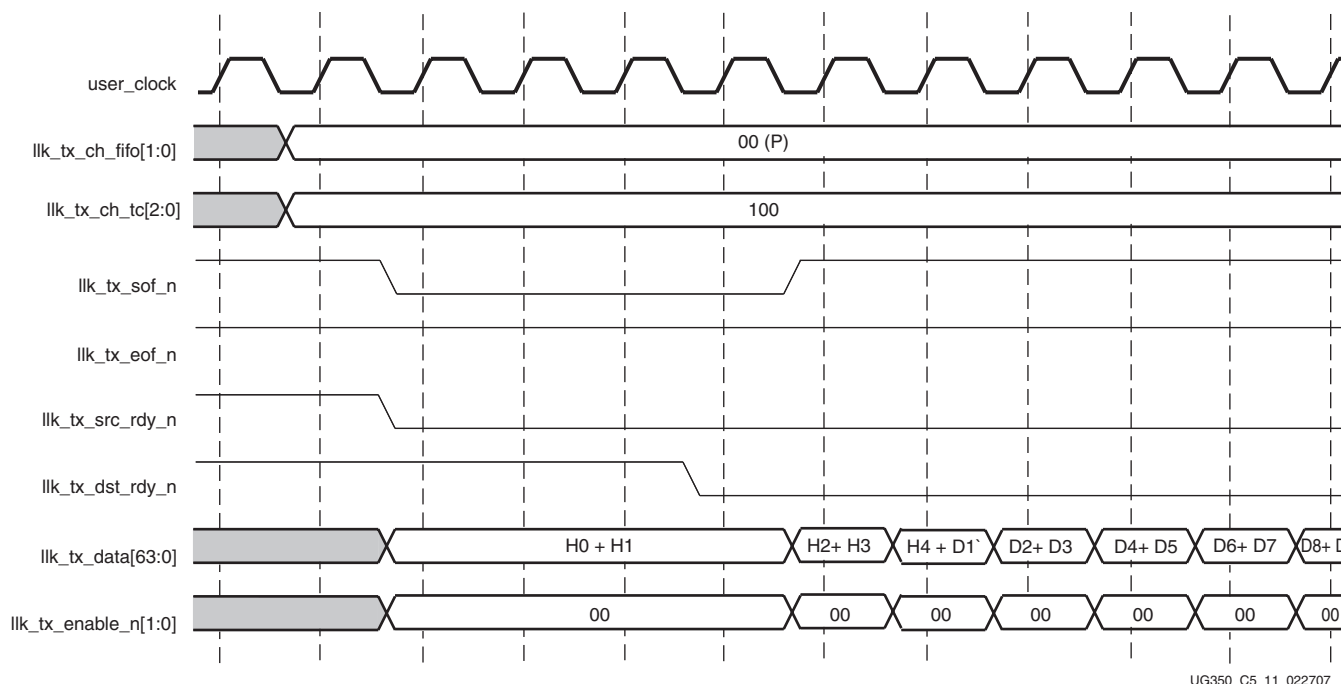 user_clock
llk_tx_ch_fifo[1:0] 00 (P)
llk_tx_ch_tc[2:0] 100
llk_tx_sof_n
llk_tx_eof_n
llk_tx_src_rdy_n
llk_tx_dst_rdy_n
llk_tx_data[63:0] H0 + H1 H2+ H3 H4 + D1` D2+ D3 D4+ D5 D6+ D7 D8+
llk_tx_enable_n[1:0] 00 00 00 00 00 00 00
UG350_C5_11_022707